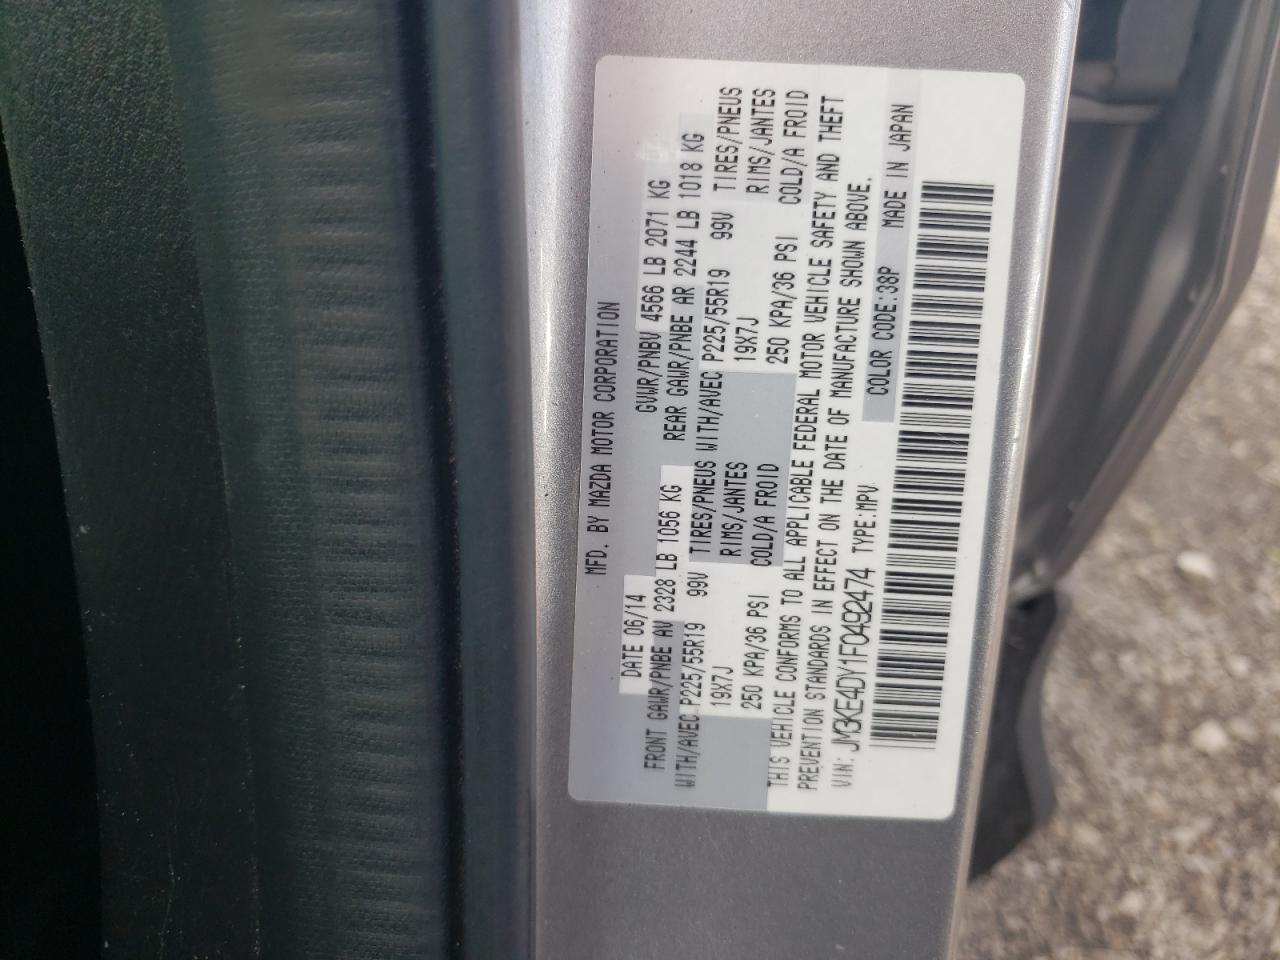 MFD. BY MAZDA MOTOR CORPORATION
DATE 06/14 GVWR/PNBV 4566 LB 2071 KG
FRONT GAWR/PNBE AV 2328 LB 1056 KG REAR GAWR/PNBE AR 2244 LB 1018 KG
WITH/AVEC P225/55R19 99V TIRES/PNEUS WITH/AVEC P225/55R19 99V TIRES/PNEUS
19X7J RIMS/JANTES 19X7J RIMS/JANTES
250 KPA/36 PSI COLD/A FROID 250 KPA/36 PSI COLD/A FROID
THIS VEHICLE CONFORMS TO ALL APPLICABLE FEDERAL MOTOR VEHICLE SAFETY AND THEFT
PREVENTION STANDARDS IN EFFECT ON THE DATE OF MANUFACTURE SHOWN ABOVE.
VIN: JM3KE4DY1F0492474 TYPE:MPV COLOR CODE:38P MADE IN JAPAN